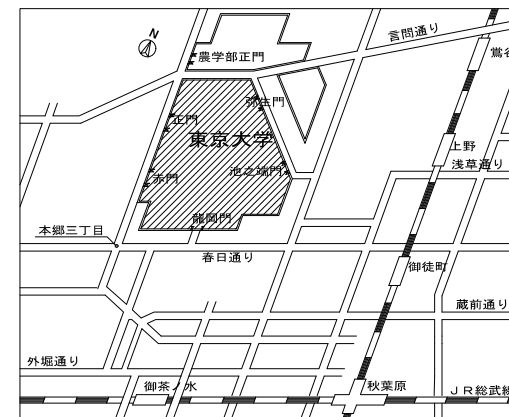 N
言問通り
農学部正門
弥生門
正門
東京大学
上野
池之端門
浅草通り
赤門
龍岡門
本郷三丁目
春日通り
御徒町
蔵前通り
外堀通り
御茶ノ水
秋葉原
JR総武線